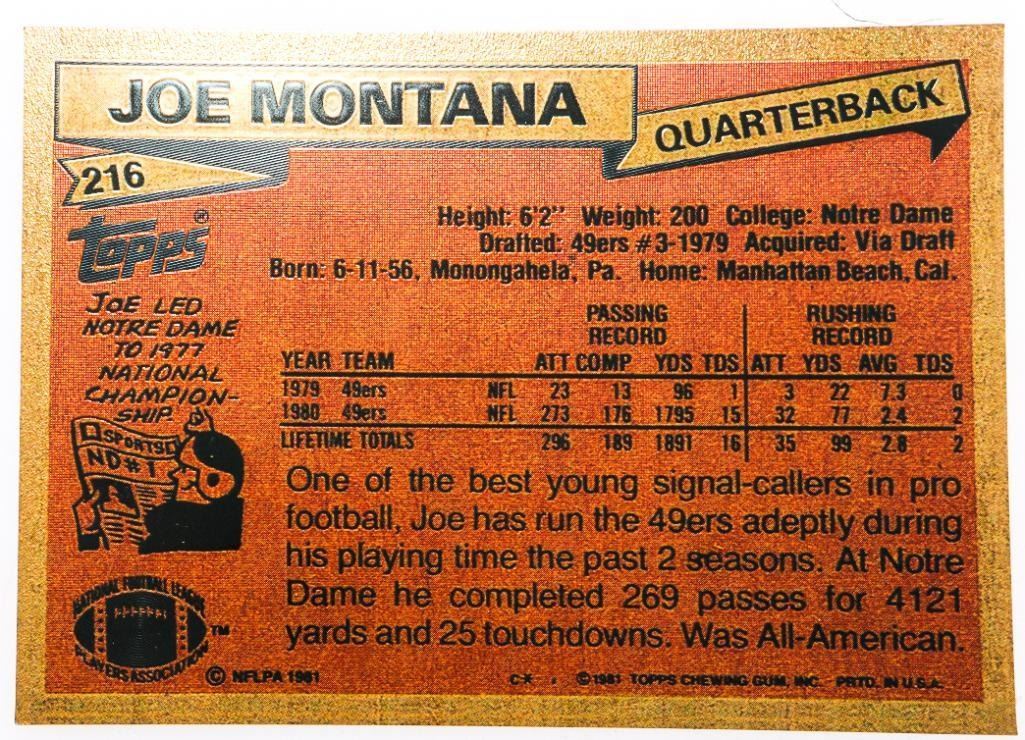 JOE MONTANA
QUARTERBACK
216
Topps®
Height: 6'2" Weight: 200 College: Notre Dame
Drafted: 49ers #3-1979 Acquired: Via Draft
Born: 6-11-56, Monongahela, Pa. Home: Manhattan Beach, Cal.
JOE LED
NOTRE DAME
TO 1977
NATIONAL
CHAMPION-
SHIP
SPORTS
ND#1
PASSING RUSHING
RECORD RECORD
YEAR TEAM ATT COMP YDS TDS ATT YDS AVG TDS
1979 49ers NFL 23 13 96 1 3 22 7.3 0
1980 49ers NFL 273 176 1795 15 32 77 2.4 2
LIFETIME TOTALS 296 189 1891 16 35 99 2.8 2
One of the best young signal-callers in pro
football, Joe has run the 49ers adeptly during
his playing time the past 2 seasons. At Notre
Dame he completed 269 passes for 4121
yards and 25 touchdowns. Was All-American.
NATIONAL FOOTBALL LEAGUE
PLAYERS ASSOCIATION ™
© NFLPA 1981
C* ©1981 TOPPS CHEWING GUM, INC. PRTD. IN U.S.A.